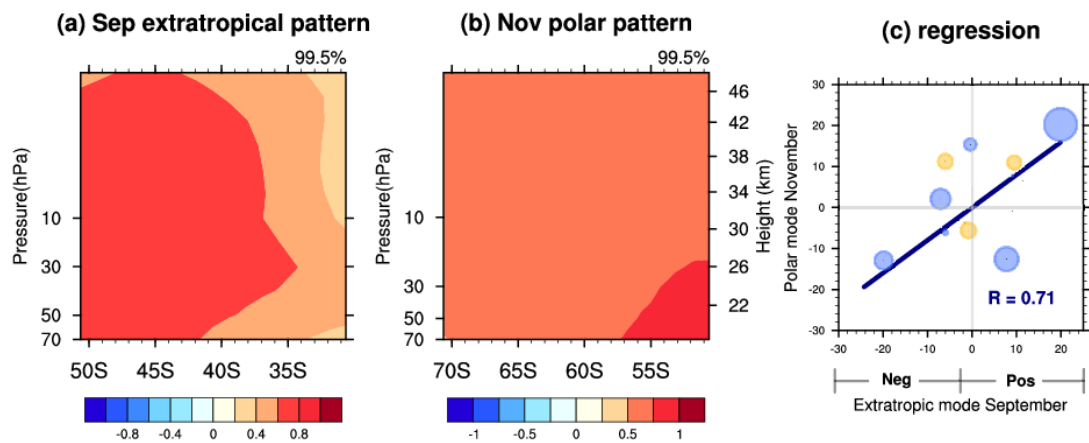 (a) Sep extratropical pattern
99.5%
Pressure(hPa)
10
30
50
70
50S 45S 40S 35S
-0.8 -0.4 0 0.4 0.8
(b) Nov polar pattern
99.5%
Pressure(hPa)
10
30
50
70
46
42
38
34
30
26
22
Height (km)
70S 65S 60S 55S
-1 -0.5 0 0.5 1
(c) regression
Polar mode November
30
20
10
0
-10
-20
-30
R = 0.71
-30 -20 -10 0 10 20
Neg Pos
Extratropic mode September